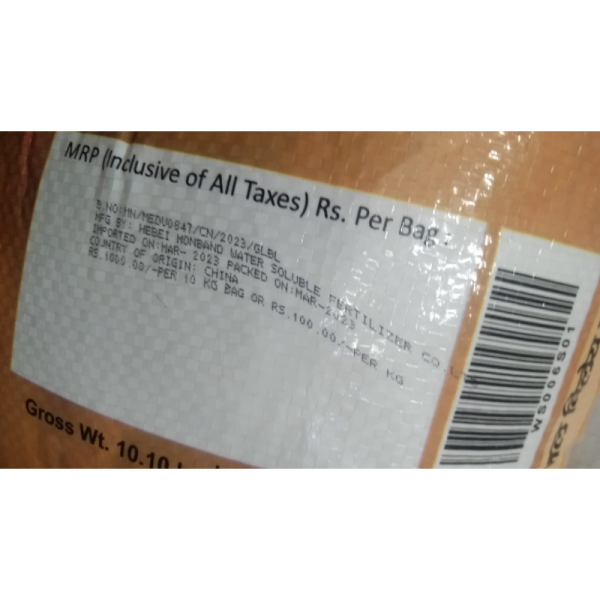 MRP (Inclusive of All Taxes) Rs. Per Bag :
B.NO:MN/MEDU0847/CN/2023/GLBL
MFG BY: HEBEI MONBAND WATER SOLUBLE FERTILIZER CO
IMPORTED ON:MAR- 2023 PACKED ON:MAR-2023
COUNTRY OF ORIGIN: CHINA
RS.1000.00/-PER 10 KG BAG OR RS.100.00/-PER KG
Gross Wt. 10.10
WS006S01